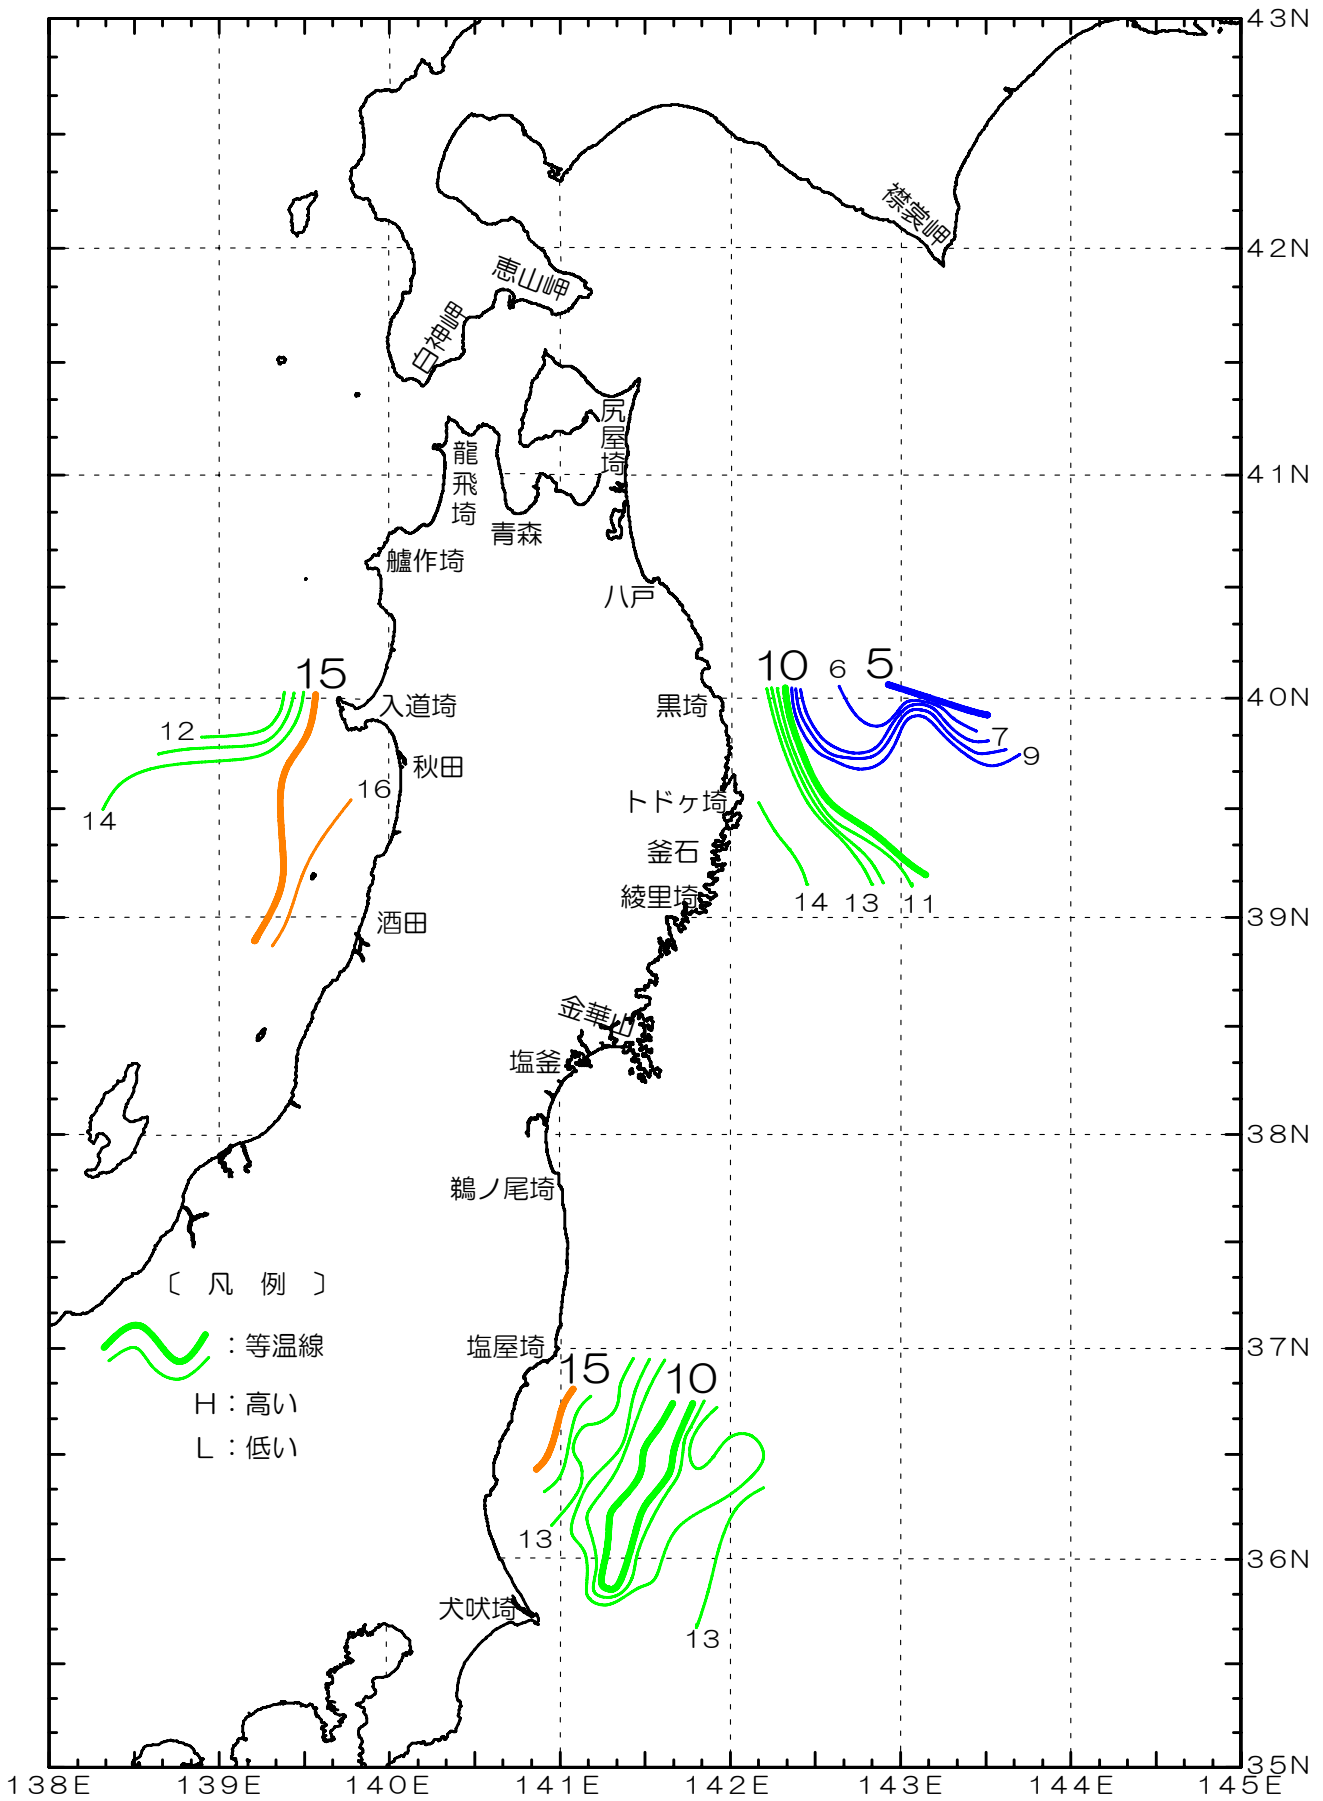 43N
襟裳岬
42N
恵山岬
白神岬
尻屋埼
龍飛埼
41N
青森
艫作埼
八戸
15
10
6
5
12
入道埼
黒埼
40N
7
9
秋田
16
トドヶ埼
14
釜石
綾里埼
14
13
11
39N
酒田
金華山
塩釜
38N
鵜ノ尾埼
〔 凡 例 〕
：等温線
H：高い
L：低い
塩屋埼
37N
15
10
13
36N
犬吠埼
13
35N
138E 139E 140E 141E 142E 143E 144E 145E